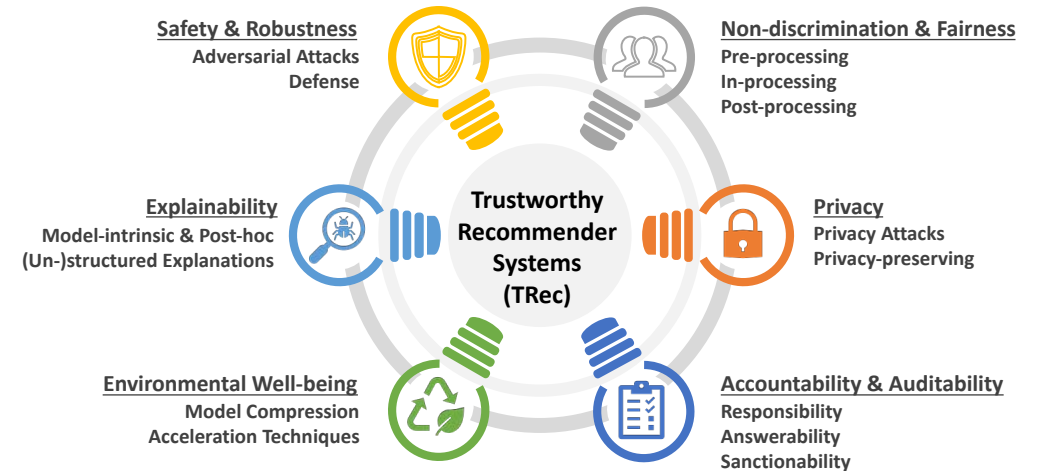 Safety & Robustness
Adversarial Attacks
Defense
Non-discrimination & Fairness
Pre-processing
In-processing
Post-processing
Explainability
Model-intrinsic & Post-hoc
(Un-)structured Explanations
Trustworthy
Recommender
Systems
(TRec)
Privacy
Privacy Attacks
Privacy-preserving
Environmental Well-being
Model Compression
Acceleration Techniques
Accountability & Auditability
Responsibility
Answerability
Sanctionability